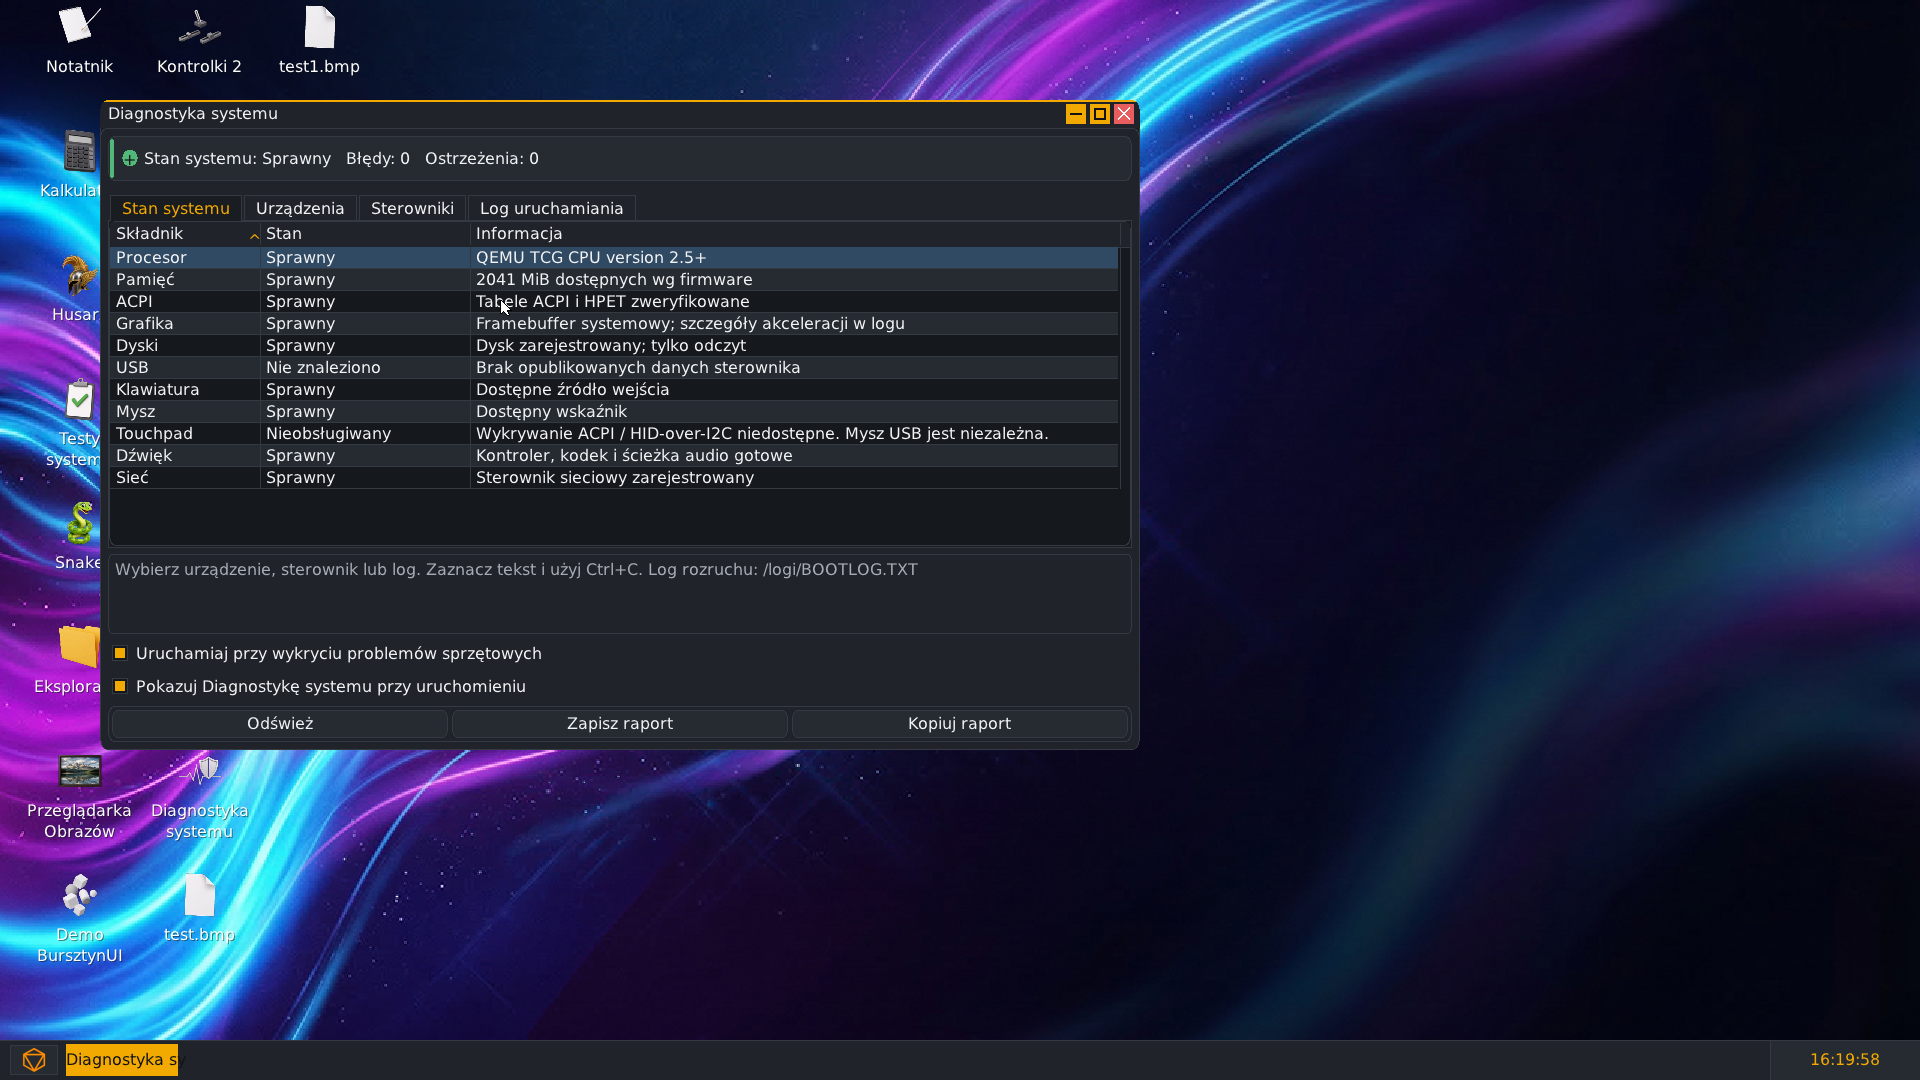 Notatnik
Kontrolki 2
test1.bmp
Diagnostyka systemu
Stan systemu: Sprawny Błędy: 0 Ostrzeżenia: 0
Stan systemu Urządzenia Sterowniki Log uruchamiania
Składnik Stan Informacja
Procesor Sprawny QEMU TCG CPU version 2.5+
Pamięć Sprawny 2041 MiB dostępnych wg firmware
ACPI Sprawny Tabele ACPI i HPET zweryfikowane
Grafika Sprawny Framebuffer systemowy; szczegóły akceleracji w logu
Dyski Sprawny Dysk zarejestrowany; tylko odczyt
USB Nie znaleziono Brak opublikowanych danych sterownika
Klawiatura Sprawny Dostępne źródło wejścia
Mysz Sprawny Dostępny wskaźnik
Touchpad Nieobsługiwany Wykrywanie ACPI / HID-over-I2C niedostępne. Mysz USB jest niezależna.
Dźwięk Sprawny Kontroler, kodek i ścieżka audio gotowe
Sieć Sprawny Sterownik sieciowy zarejestrowany
Wybierz urządzenie, sterownik lub log. Zaznacz tekst i użyj Ctrl+C. Log rozruchu: /logi/BOOTLOG.TXT
Uruchamiaj przy wykryciu problemów sprzętowych
Pokazuj Diagnostykę systemu przy uruchomieniu
Odśwież Zapisz raport Kopiuj raport
Kalkula
Husar
Testy
system
Snake
Eksplora
Przeglądarka
Obrazów
Diagnostyka
systemu
Demo
BursztynUI
test.bmp
Diagnostyka sy
16:19:58